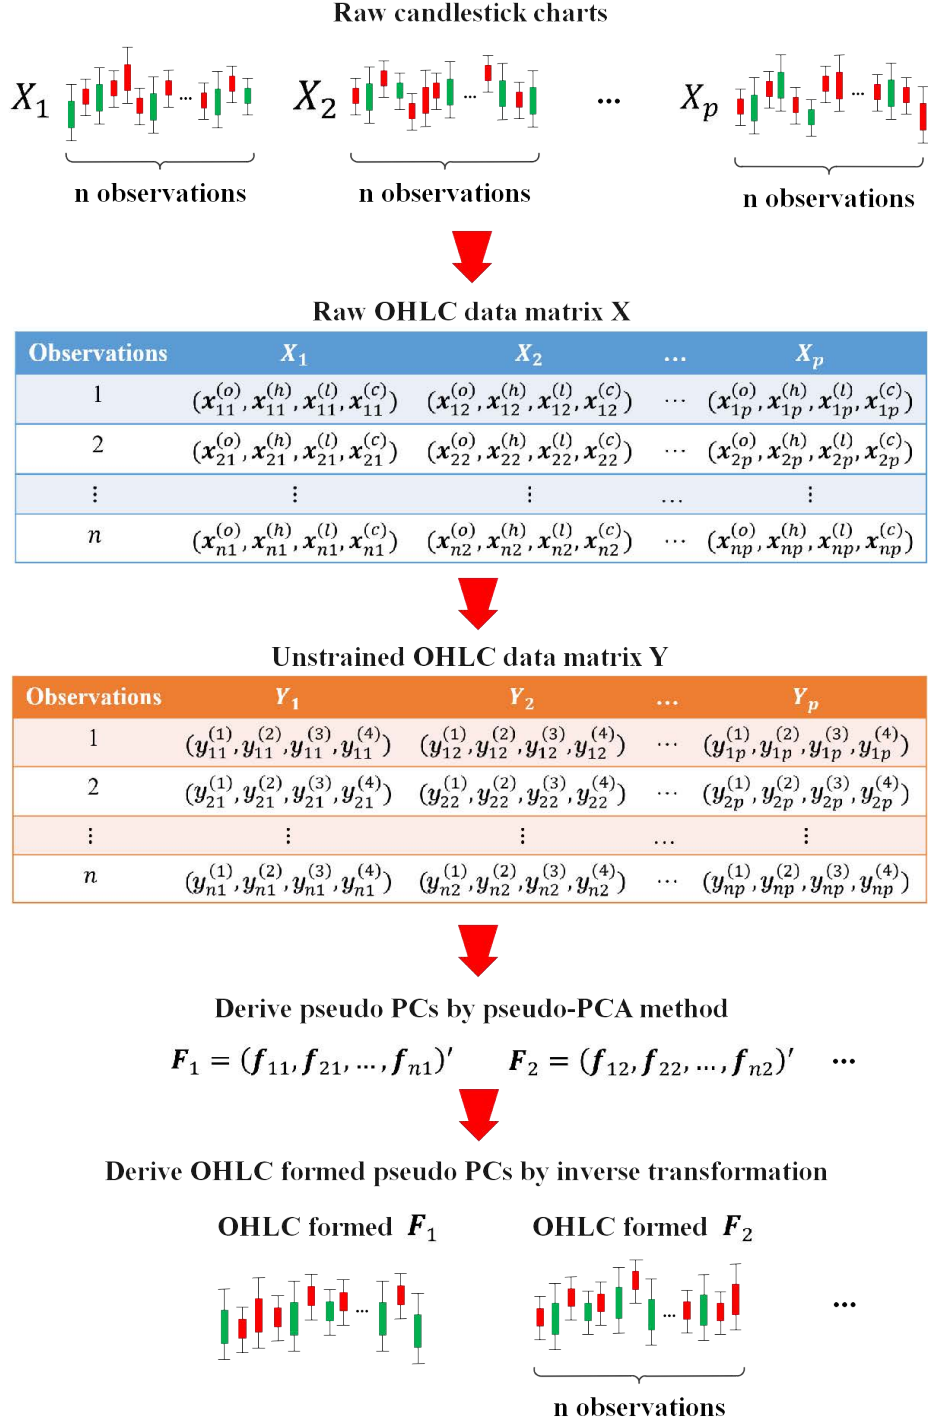 Raw candlestick charts
X₁ ... X₂ ... ... Xₚ ...
n observations n observations n observations
Raw OHLC data matrix X
Observations X₁ X₂ ... Xₚ
1 (x₁₁^(o), x₁₁^(h), x₁₁^(l), x₁₁^(c)) (x₁₂^(o), x₁₂^(h), x₁₂^(l), x₁₂^(c)) ... (x₁ₚ^(o), x₁ₚ^(h), x₁ₚ^(l), x₁ₚ^(c))
2 (x₂₁^(o), x₂₁^(h), x₂₁^(l), x₂₁^(c)) (x₂₂^(o), x₂₂^(h), x₂₂^(l), x₂₂^(c)) ... (x₂ₚ^(o), x₂ₚ^(h), x₂ₚ^(l), x₂ₚ^(c))
⋮ ⋮ ⋮ ... ⋮
n (xₙ₁^(o), xₙ₁^(h), xₙ₁^(l), xₙ₁^(c)) (xₙ₂^(o), xₙ₂^(h), xₙ₂^(l), xₙ₂^(c)) ... (xₙₚ^(o), xₙₚ^(h), xₙₚ^(l), xₙₚ^(c))
Unstrained OHLC data matrix Y
Observations Y₁ Y₂ ... Yₚ
1 (y₁₁^(1), y₁₁^(2), y₁₁^(3), y₁₁^(4)) (y₁₂^(1), y₁₂^(2), y₁₂^(3), y₁₂^(4)) ... (y₁ₚ^(1), y₁ₚ^(2), y₁ₚ^(3), y₁ₚ^(4))
2 (y₂₁^(1), y₂₁^(2), y₂₁^(3), y₂₁^(4)) (y₂₂^(1), y₂₂^(2), y₂₂^(3), y₂₂^(4)) ... (y₂ₚ^(1), y₂ₚ^(2), y₂ₚ^(3), y₂ₚ^(4))
⋮ ⋮ ⋮ ... ⋮
n (yₙ₁^(1), yₙ₁^(2), yₙ₁^(3), yₙ₁^(4)) (yₙ₂^(1), yₙ₂^(2), yₙ₂^(3), yₙ₂^(4)) ... (yₙₚ^(1), yₙₚ^(2), yₙₚ^(3), yₙₚ^(4))
Derive pseudo PCs by pseudo-PCA method
F₁ = (f₁₁, f₂₁, ..., fₙ₁)′ F₂ = (f₁₂, f₂₂, ..., fₙ₂)′ ...
Derive OHLC formed pseudo PCs by inverse transformation
OHLC formed F₁ OHLC formed F₂
... ... ...
n observations